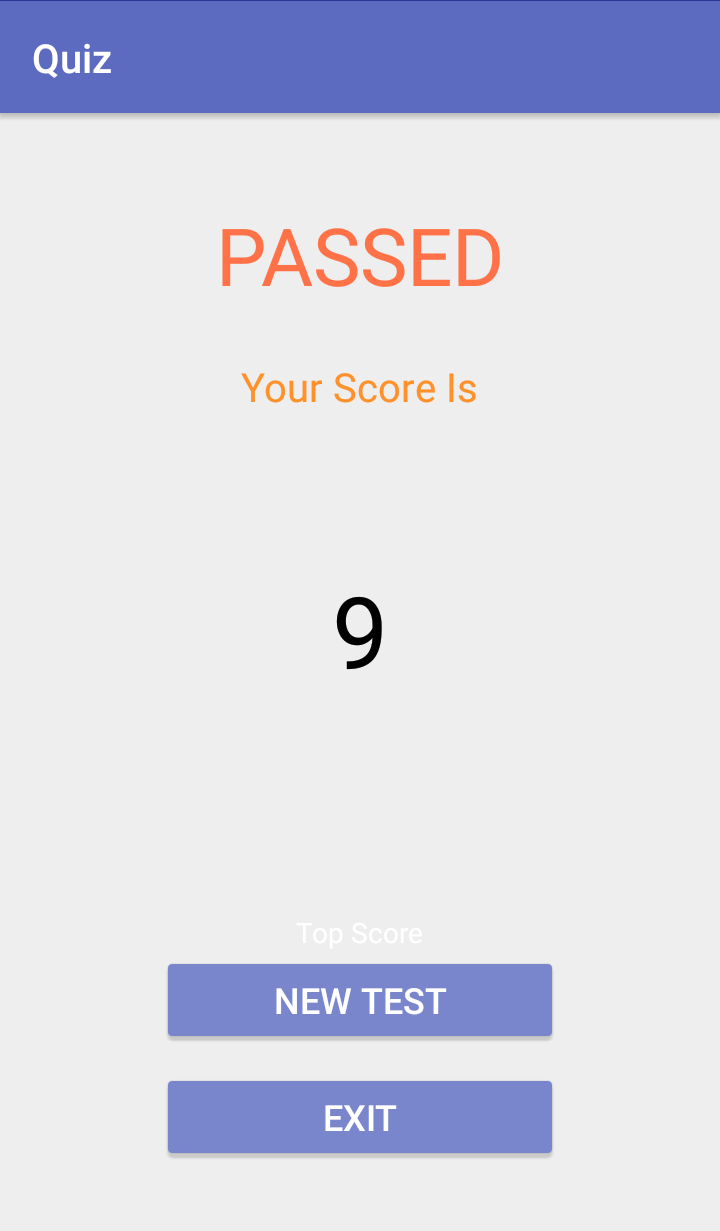 Quiz
PASSED
Your Score Is
9
Top Score
NEW TEST
EXIT